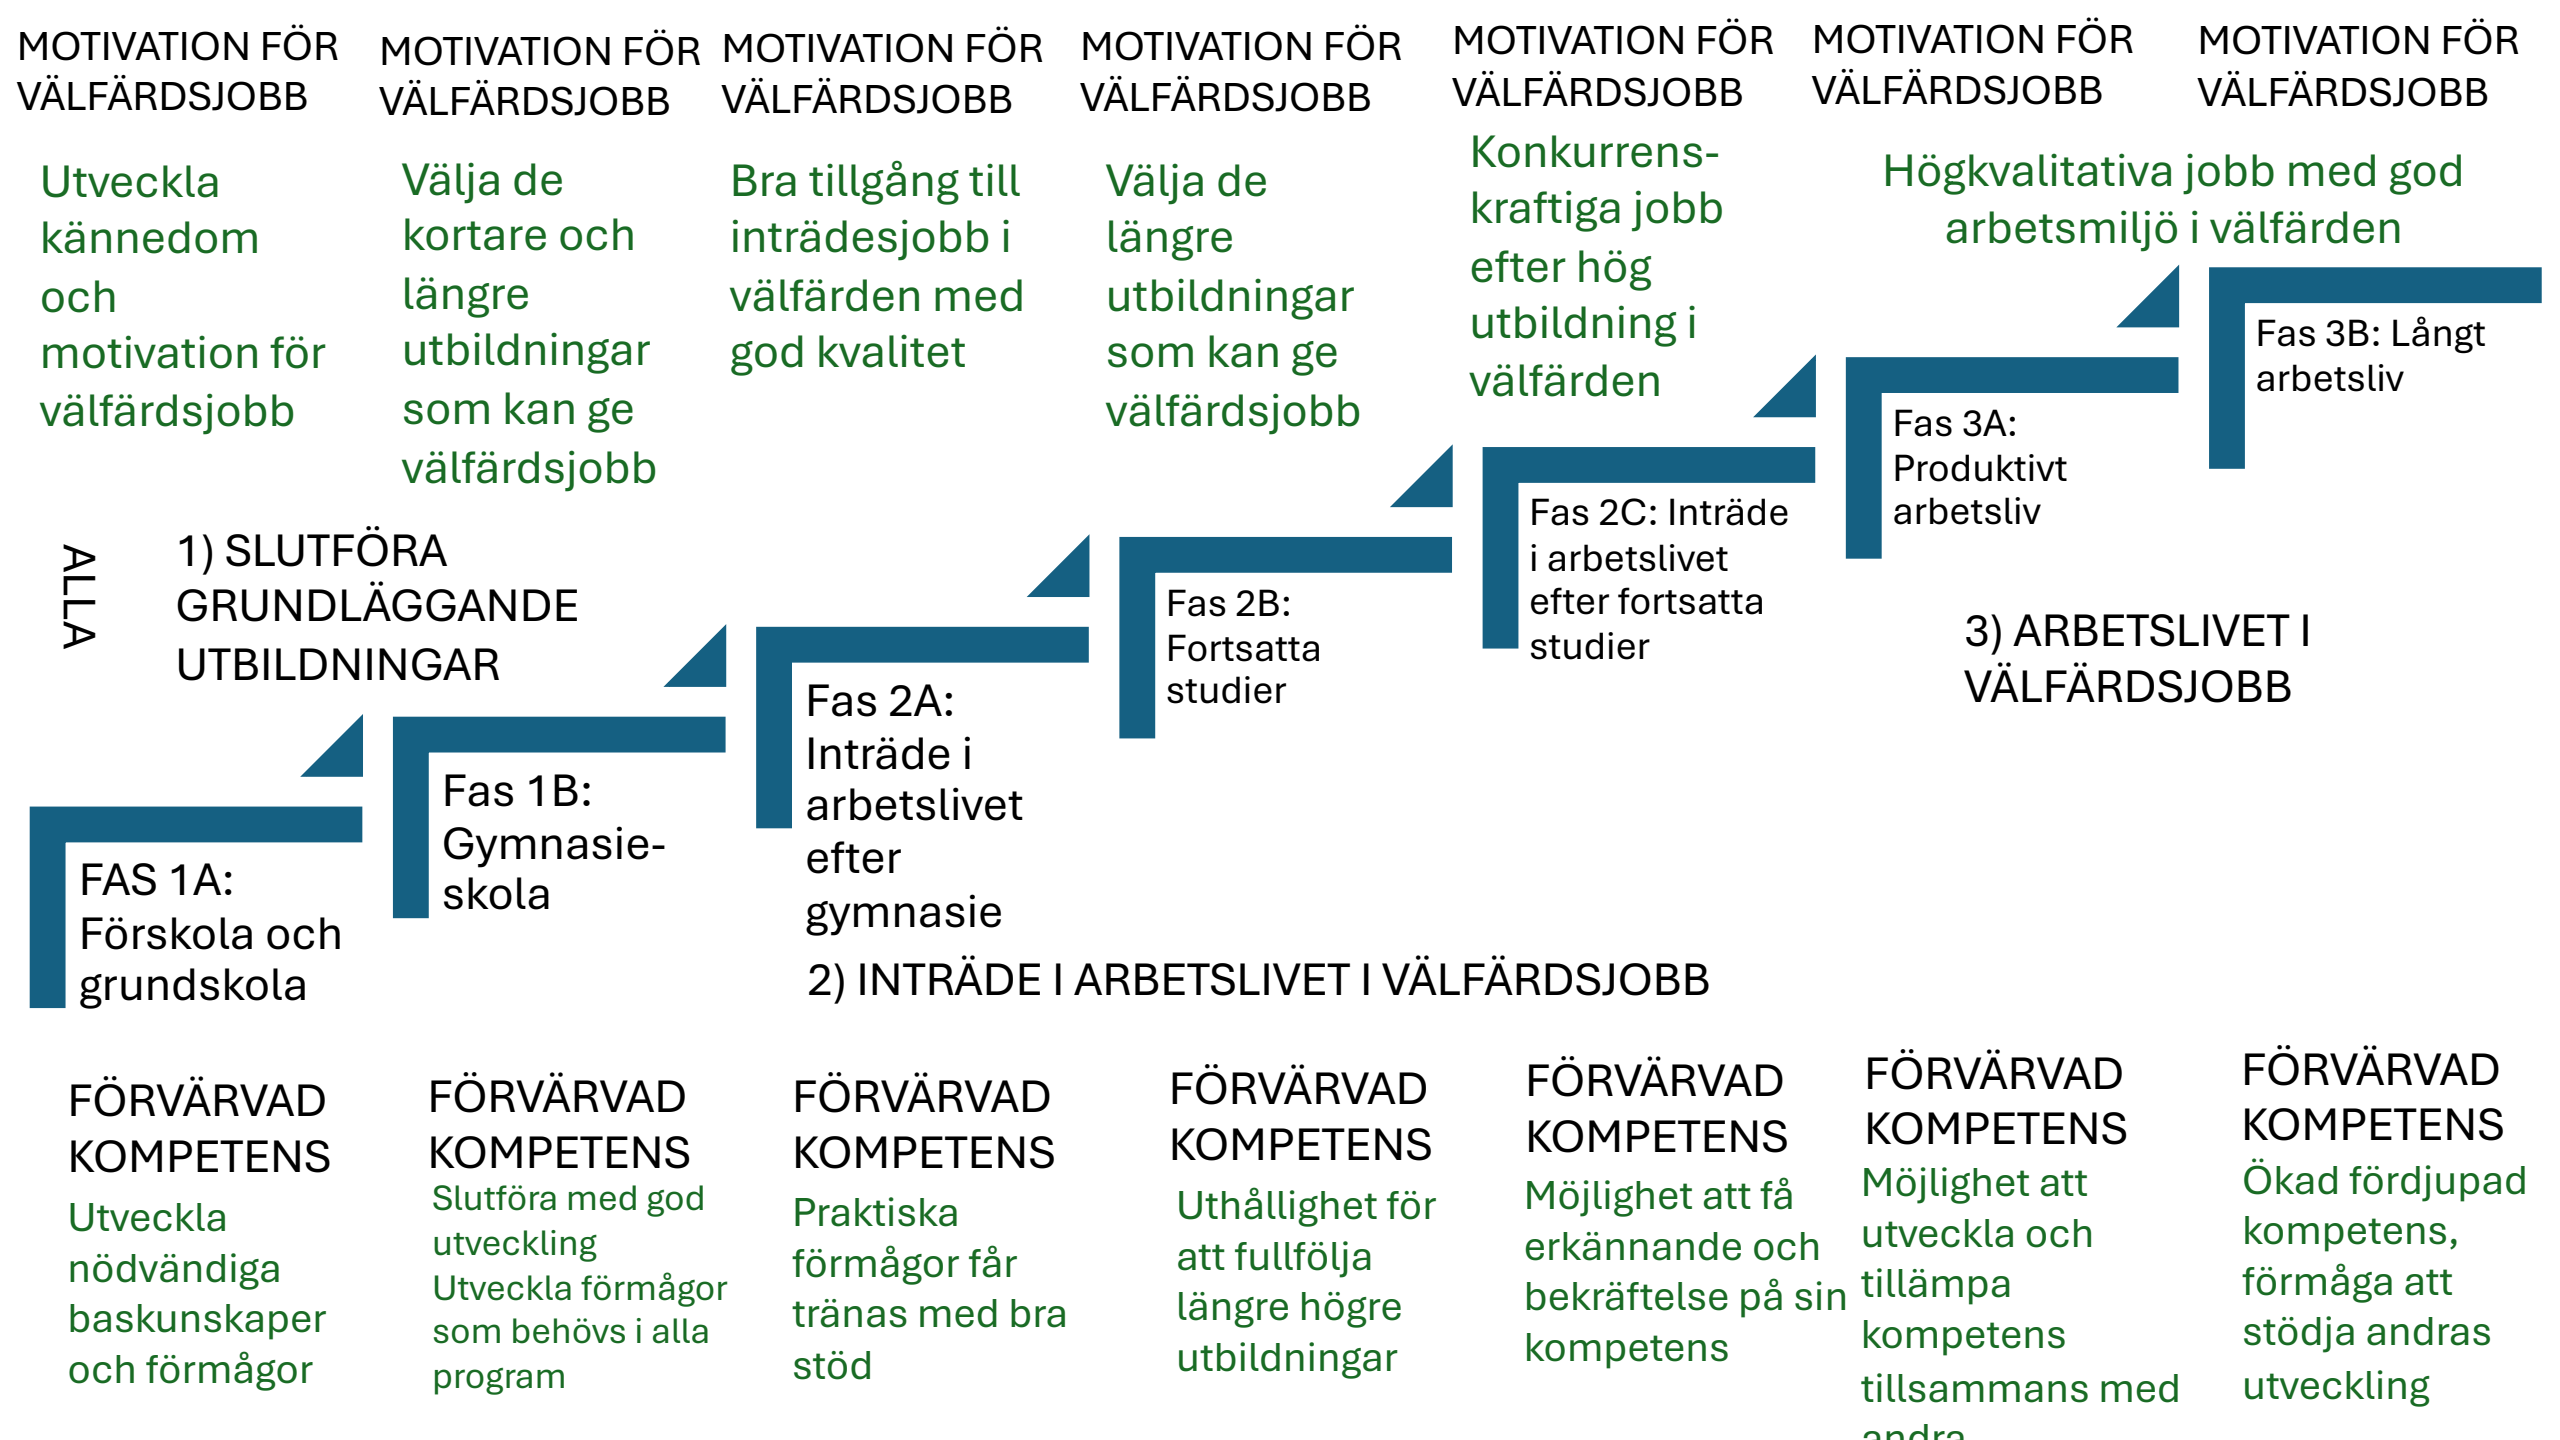 MOTIVATION FÖR
VÄLFÄRDSJOBB
Utveckla
kännedom
och
motivation för
välfärdsjobb
MOTIVATION FÖR
VÄLFÄRDSJOBB
Välja de
kortare och
längre
utbildningar
som kan ge
välfärdsjobb
MOTIVATION FÖR
VÄLFÄRDSJOBB
Bra tillgång till
inträdesjobb i
välfärden med
god kvalitet
MOTIVATION FÖR
VÄLFÄRDSJOBB
Välja de
längre
utbildningar
som kan ge
välfärdsjobb
MOTIVATION FÖR
VÄLFÄRDSJOBB
Konkurrens-
kraftiga jobb
efter hög
utbildning i
välfärden
MOTIVATION FÖR
VÄLFÄRDSJOBB
MOTIVATION FÖR
VÄLFÄRDSJOBB
Högkvalitativa jobb med god
arbetsmiljö i välfärden
ALLA
1) SLUTFÖRA
GRUNDLÄGGANDE
UTBILDNINGAR
FAS 1A:
Förskola och
grundskola
Fas 1B:
Gymnasie-
skola
Fas 2A:
Inträde i
arbetslivet
efter
gymnasie
Fas 2B:
Fortsatta
studier
Fas 2C: Inträde
i arbetslivet
efter fortsatta
studier
Fas 3A:
Produktivt
arbetsliv
Fas 3B: Långt
arbetsliv
2) INTRÄDE I ARBETSLIVET I VÄLFÄRDSJOBB
3) ARBETSLIVET I
VÄLFÄRDSJOBB
FÖRVÄRVAD
KOMPETENS
Utveckla
nödvändiga
baskunskaper
och förmågor
FÖRVÄRVAD
KOMPETENS
Slutföra med god
utveckling
Utveckla förmågor
som behövs i alla
program
FÖRVÄRVAD
KOMPETENS
Praktiska
förmågor får
tränas med bra
stöd
FÖRVÄRVAD
KOMPETENS
Uthållighet för
att fullfölja
längre högre
utbildningar
FÖRVÄRVAD
KOMPETENS
Möjlighet att få
erkännande och
bekräftelse på sin
kompetens
FÖRVÄRVAD
KOMPETENS
Möjlighet att
utveckla och
tillämpa
kompetens
tillsammans med
andra
FÖRVÄRVAD
KOMPETENS
Ökad fördjupad
kompetens,
förmåga att
stödja andras
utveckling